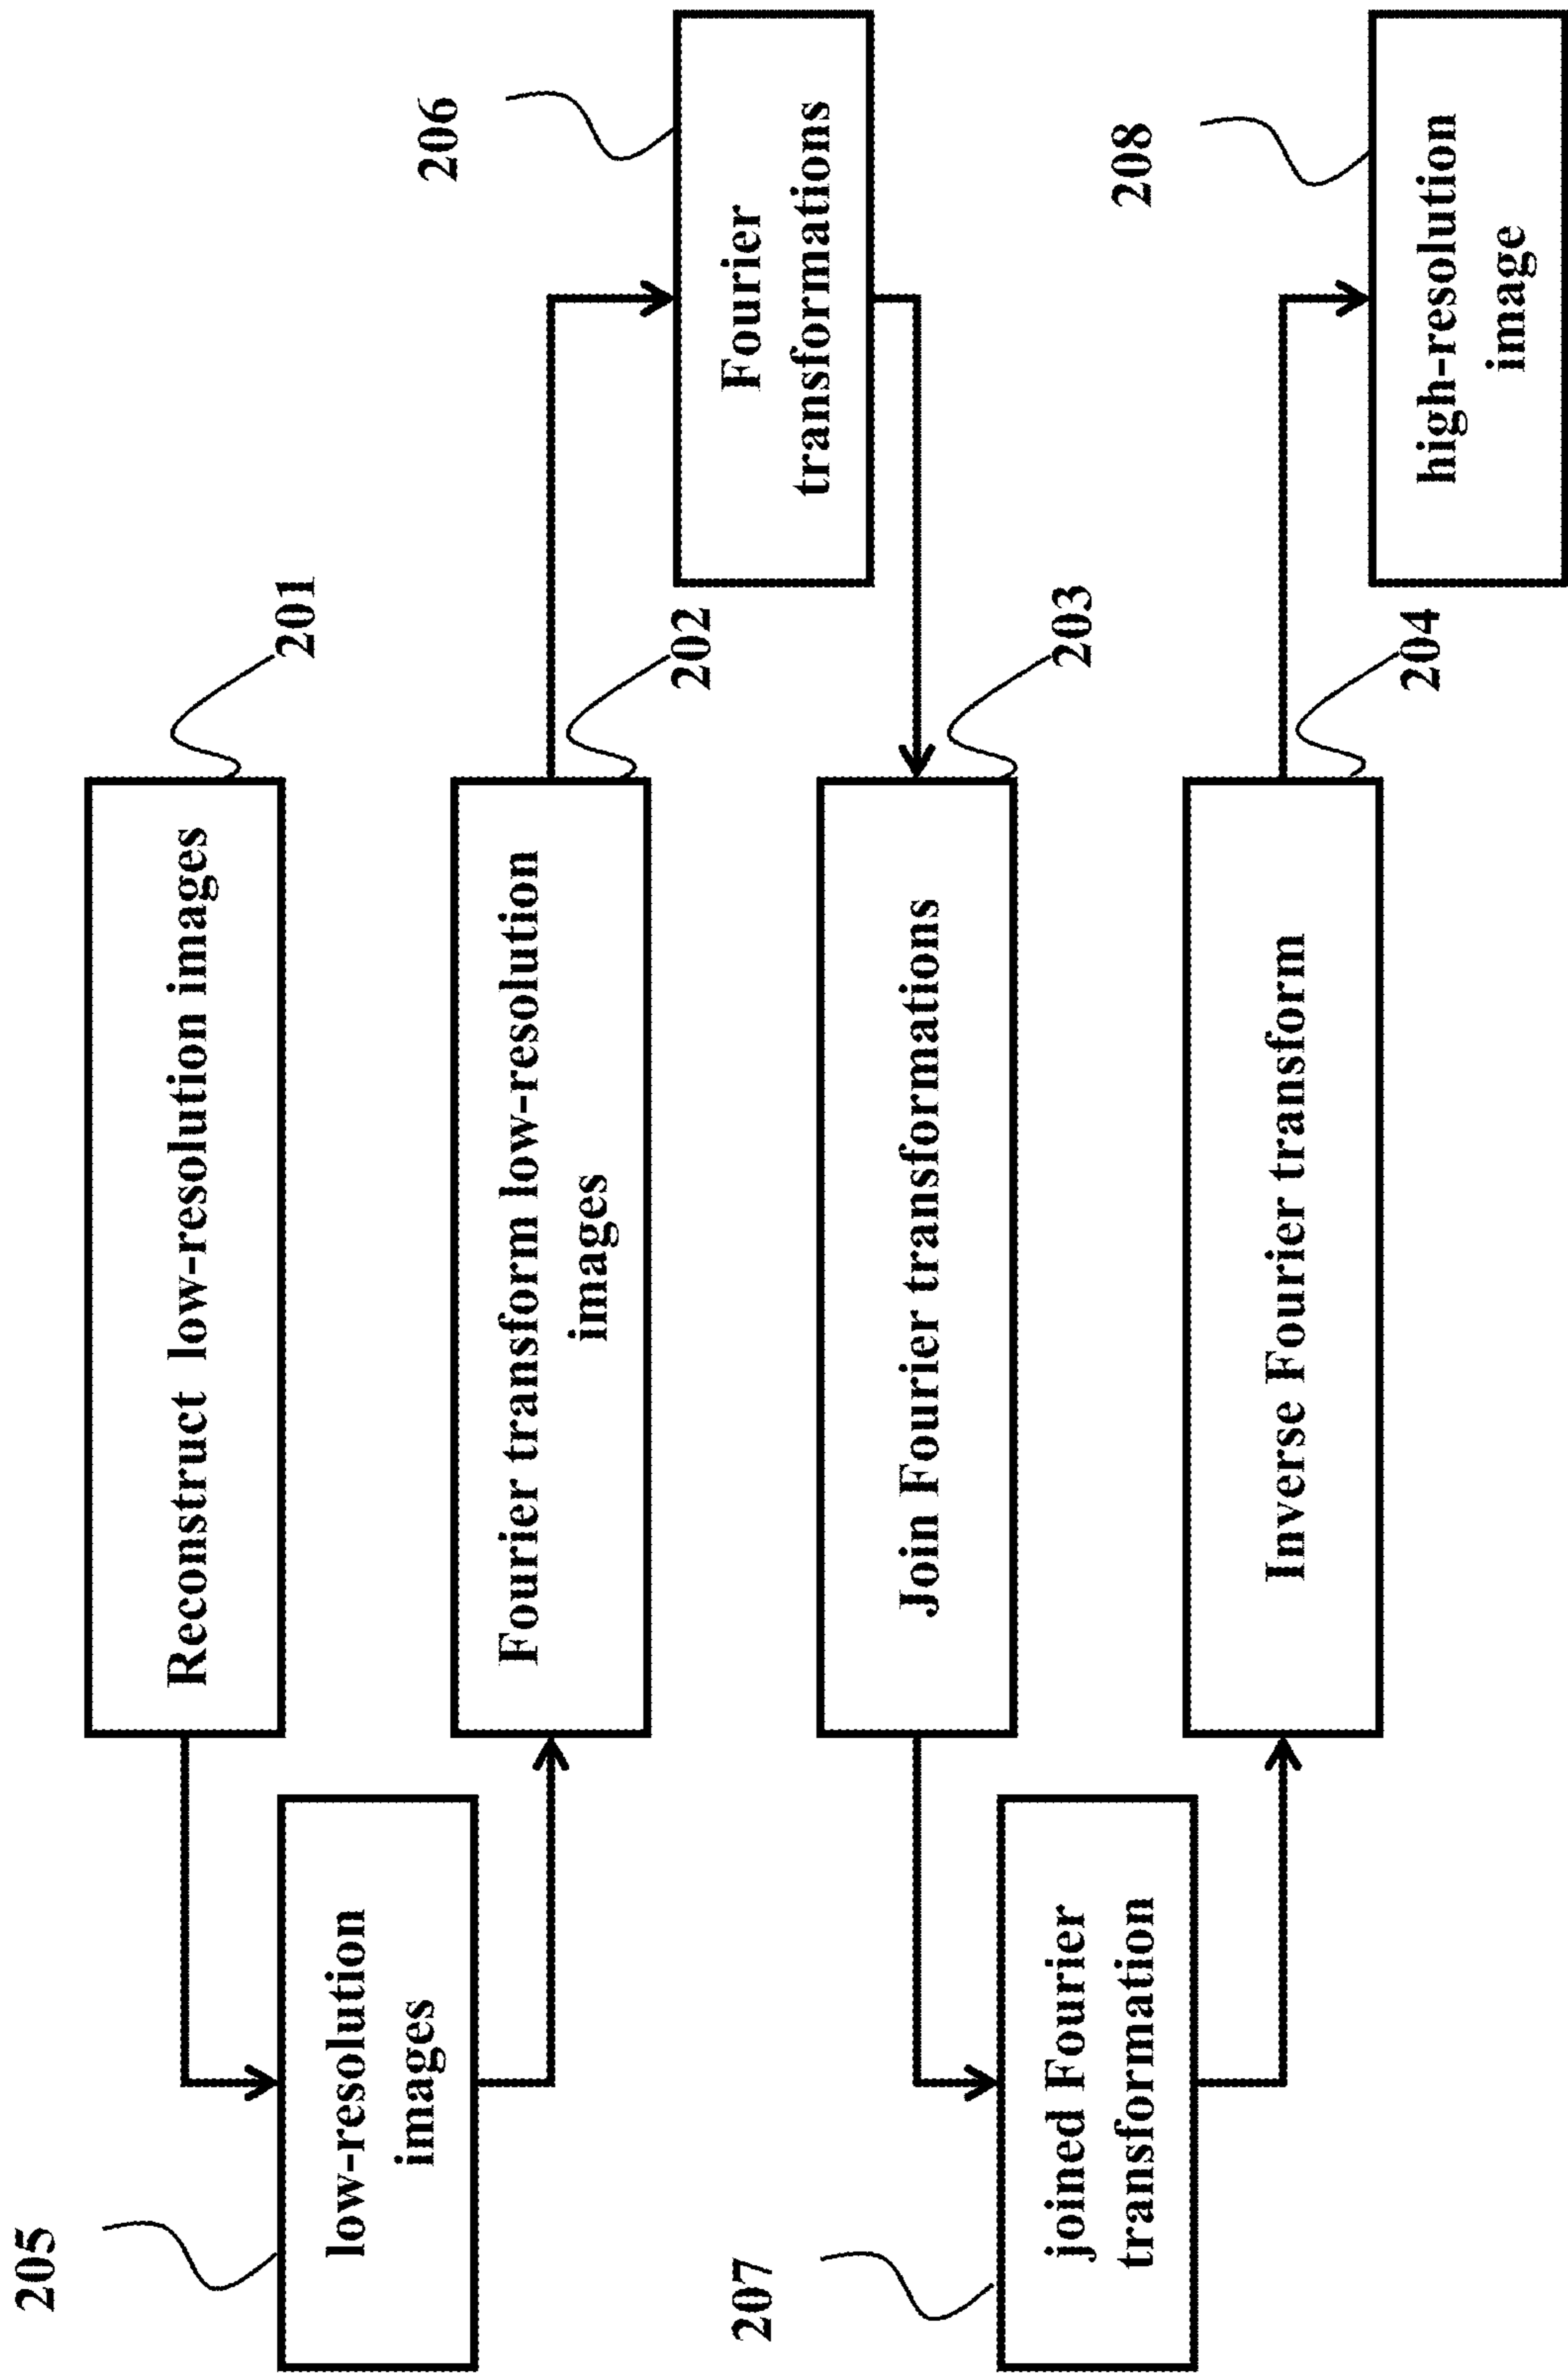 201
Reconstruct low-resolution images
205
low-resolution
images
202
Fourier transform low-resolution
images
206
Fourier
transformations
203
Join Fourier transformations
207
joined Fourier
transformation
204
Inverse Fourier transform
208
high-resolution
image